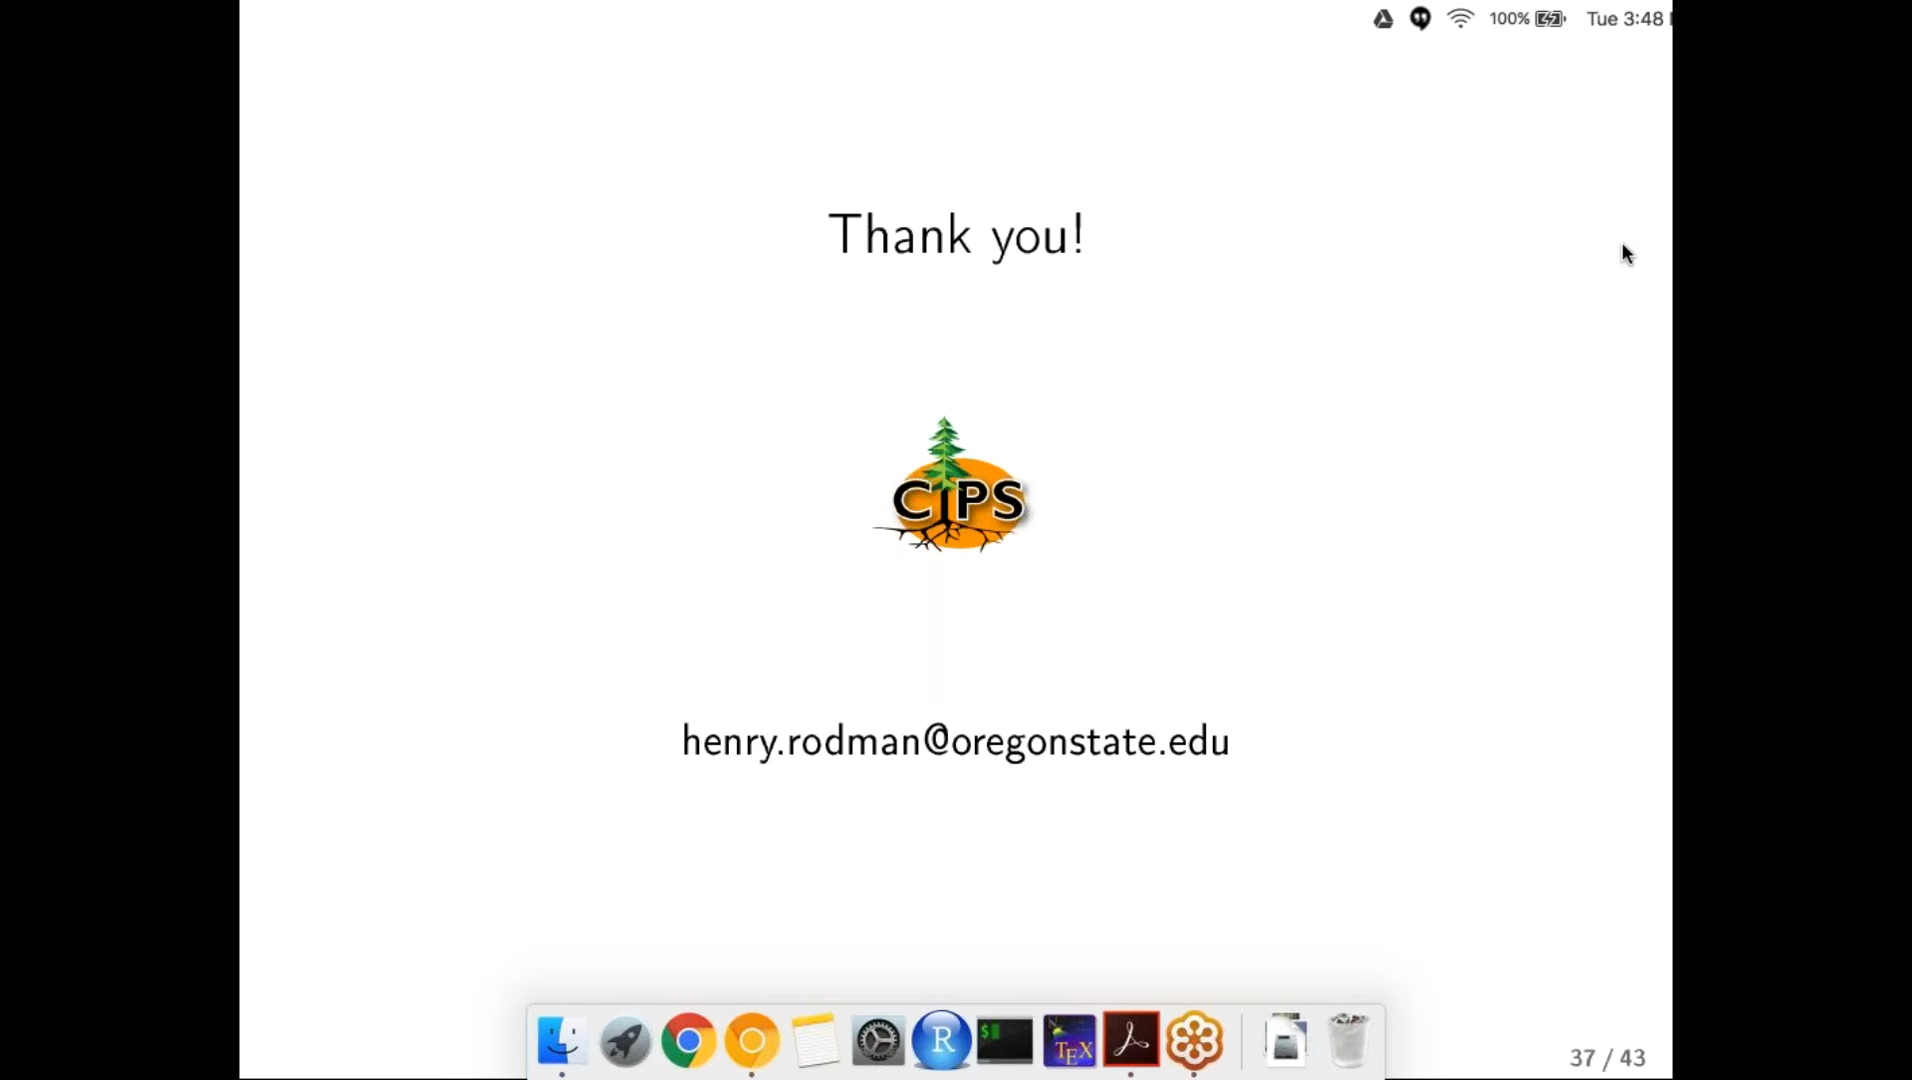 100% Tue 3:48
Thank you!
CIPS
henry.rodman@oregonstate.edu
R
$
TEX
37 / 43